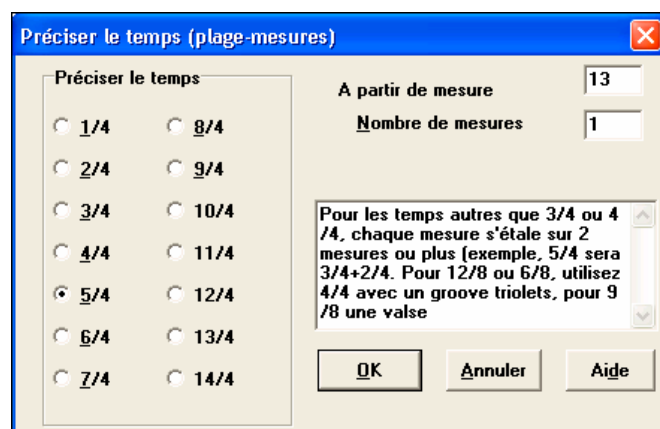 Préciser le temps (plage-mesures)
Préciser le temps
1/4 8/4
2/4 9/4
3/4 10/4
4/4 11/4
5/4 12/4
6/4 13/4
7/4 14/4
A partir de mesure 13
Nombre de mesures 1
Pour les temps autres que 3/4 ou 4
/4, chaque mesure s'étale sur 2
mesures ou plus (exemple, 5/4 sera
3/4+2/4. Pour 12/8 ou 6/8, utilisez
4/4 avec un groove triolets, pour 9
/8 une valse
OK Annuler Aide